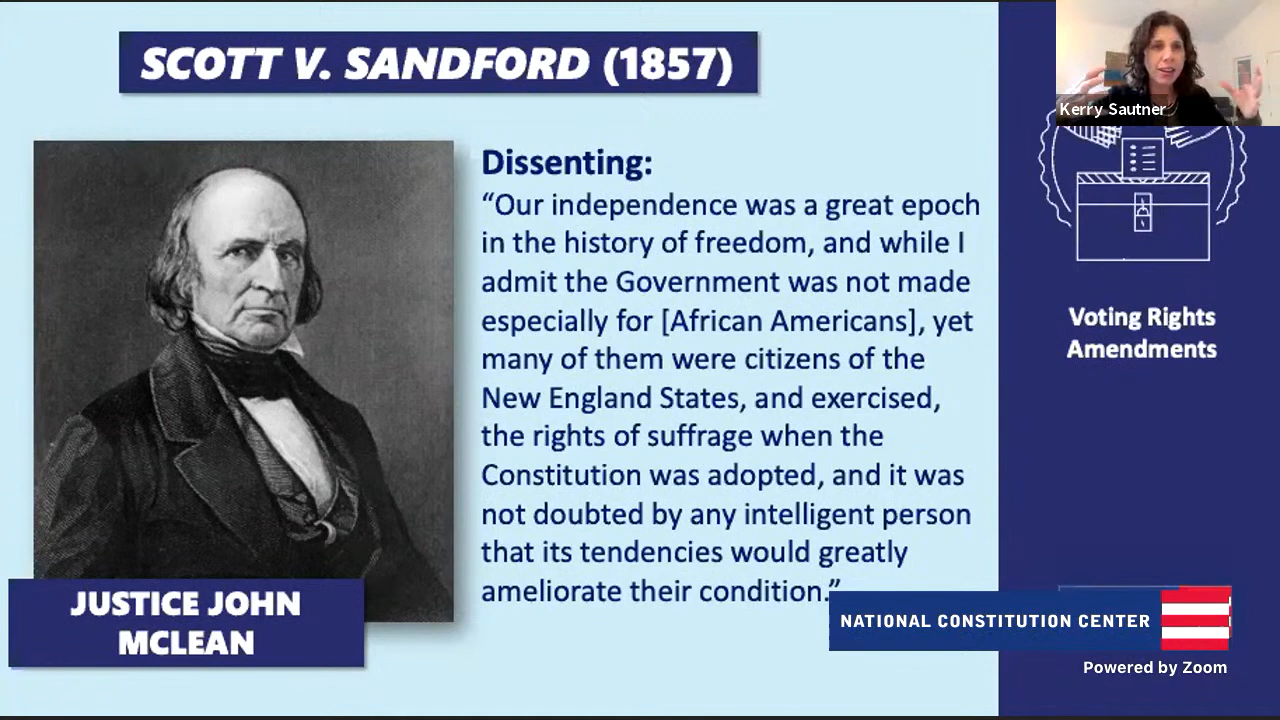 SCOTT V. SANDFORD (1857)
Kerry Sautner
Dissenting:
“Our independence was a great epoch
in the history of freedom, and while I
admit the Government was not made
especially for [African Americans], yet
many of them were citizens of the
New England States, and exercised,
the rights of suffrage when the
Constitution was adopted, and it was
not doubted by any intelligent person
that its tendencies would greatly
ameliorate their condition.”
JUSTICE JOHN
MCLEAN
Voting Rights
Amendments
NATIONAL CONSTITUTION CENTER
Powered by Zoom